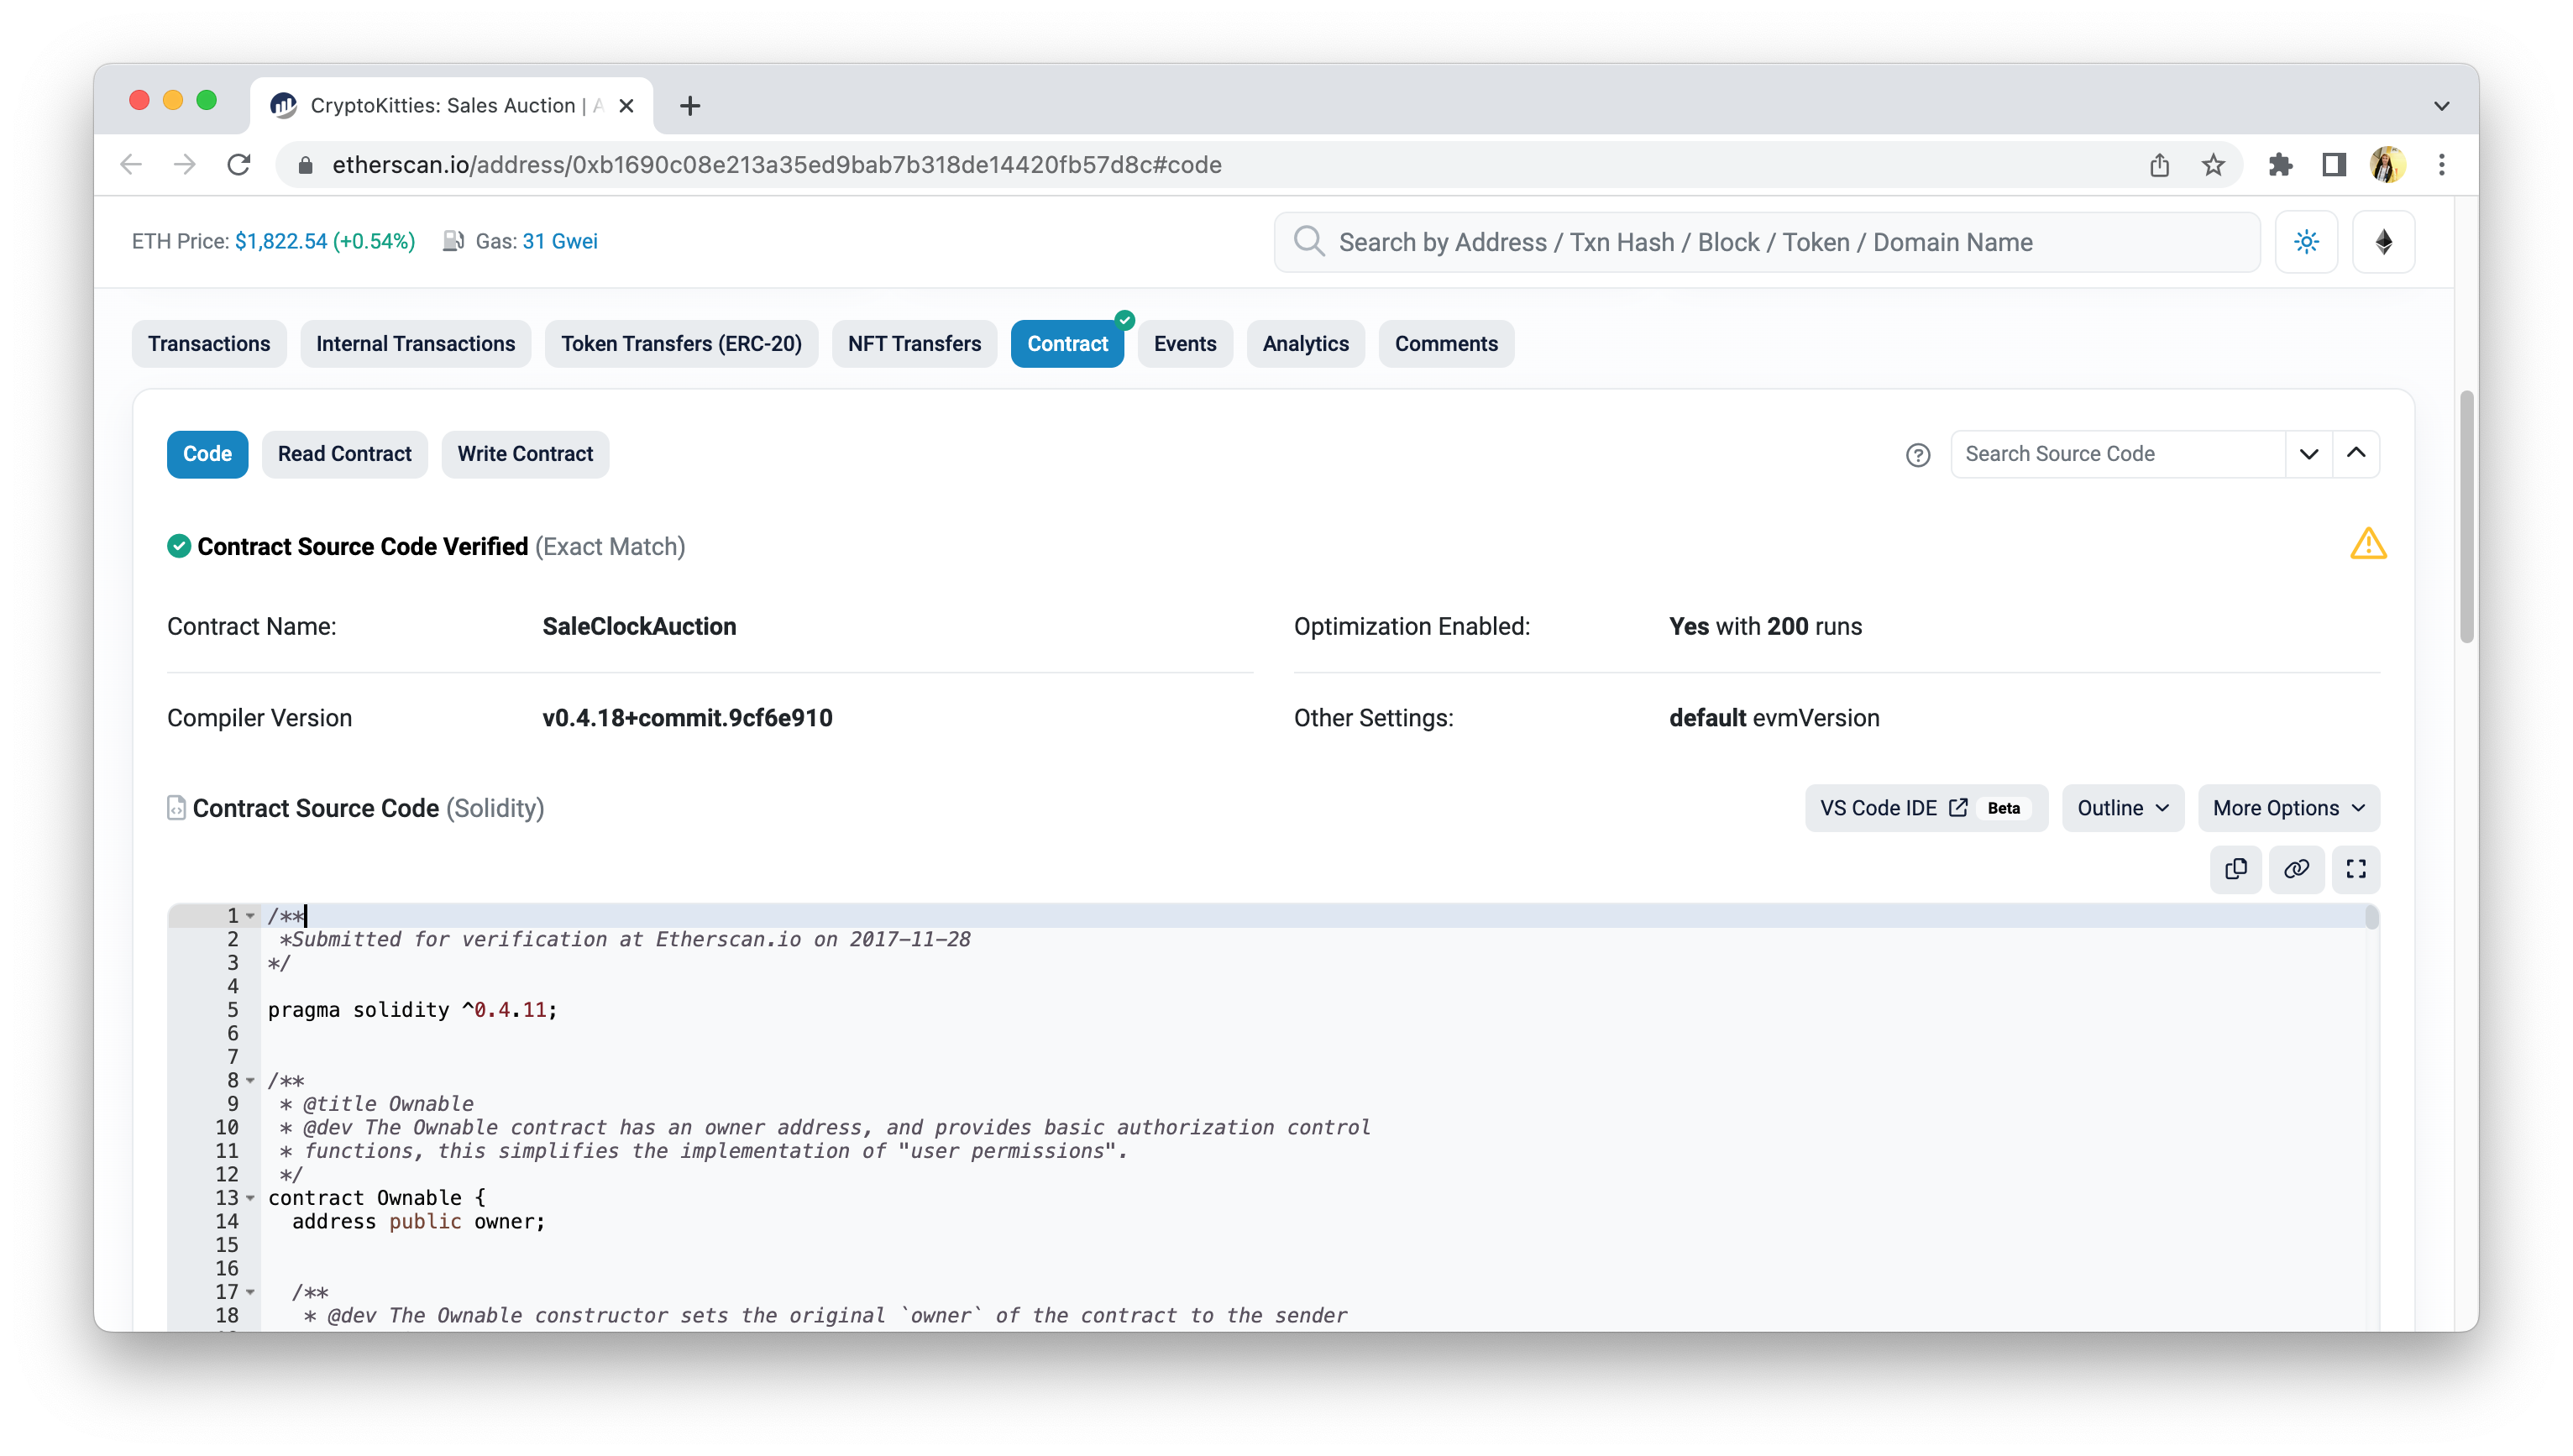 CryptoKitties: Sales Auction | A
etherscan.io/address/0xb1690c08e213a35ed9bab7b318de14420fb57d8c#code
ETH Price: $1,822.54 (+0.54%) Gas: 31 Gwei
Search by Address / Txn Hash / Block / Token / Domain Name
Transactions Internal Transactions Token Transfers (ERC-20) NFT Transfers Contract Events Analytics Comments
Code Read Contract Write Contract
Search Source Code
Contract Source Code Verified (Exact Match)
Contract Name: SaleClockAuction
Optimization Enabled: Yes with 200 runs
Compiler Version v0.4.18+commit.9cf6e910
Other Settings: default evmVersion
Contract Source Code (Solidity)
VS Code IDE Beta Outline More Options
1 /**
2 *Submitted for verification at Etherscan.io on 2017-11-28
3 */
4
5 pragma solidity ^0.4.11;
6
7
8 /**
9 * @title Ownable
10 * @dev The Ownable contract has an owner address, and provides basic authorization control
11 * functions, this simplifies the implementation of "user permissions".
12 */
13 contract Ownable {
14 address public owner;
15
16
17 /**
18 * @dev The Ownable constructor sets the original `owner` of the contract to the sender